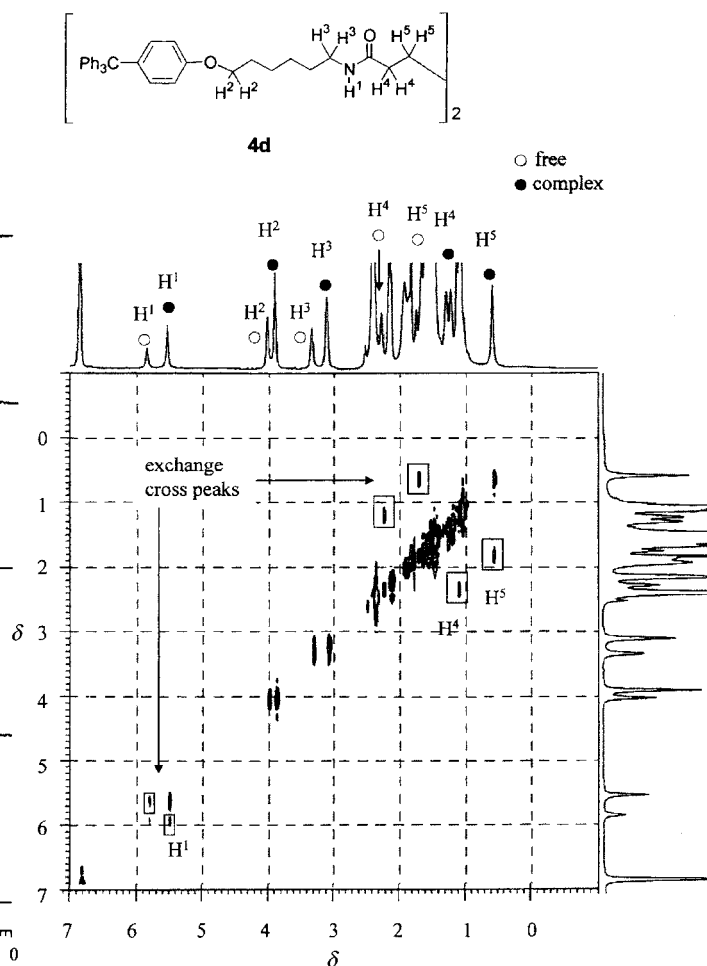 H³ H³ O H⁵ H⁵
Ph₃C O N
H² H² H¹ H⁴ H⁴
2
4d
○ free
● complex
H⁴ H⁵ H⁴ H⁵
H² H³
H¹ H¹ H² H³
exchange
cross peaks
0
1
2
3
4
5
6
7
δ
H⁴ H⁵
H¹
7 6 5 4 3 2 1 0
δ
E
0